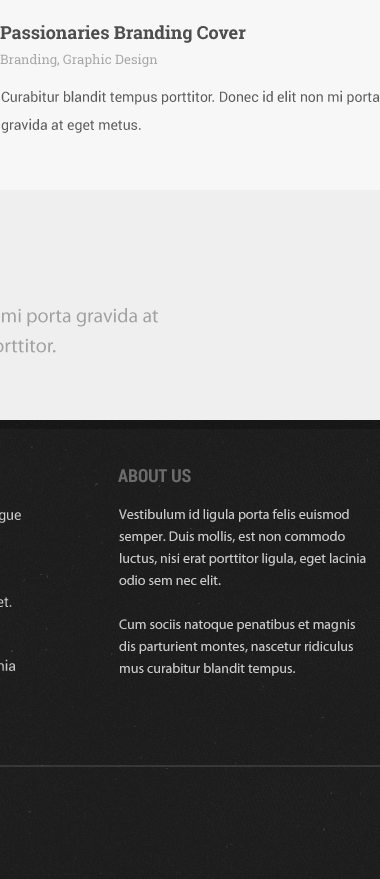 Passionaries Branding Cover
Branding, Graphic Design
Curabitur blandit tempus porttitor. Donec id elit non mi porta
gravida at eget metus.
mi porta gravida at
orttitor.
gue
et.
nia
ABOUT US
Vestibulum id ligula porta felis euismod
semper. Duis mollis, est non commodo
luctus, nisi erat porttitor ligula, eget lacinia
odio sem nec elit.
Cum sociis natoque penatibus et magnis
dis parturient montes, nascetur ridiculus
mus curabitur blandit tempus.